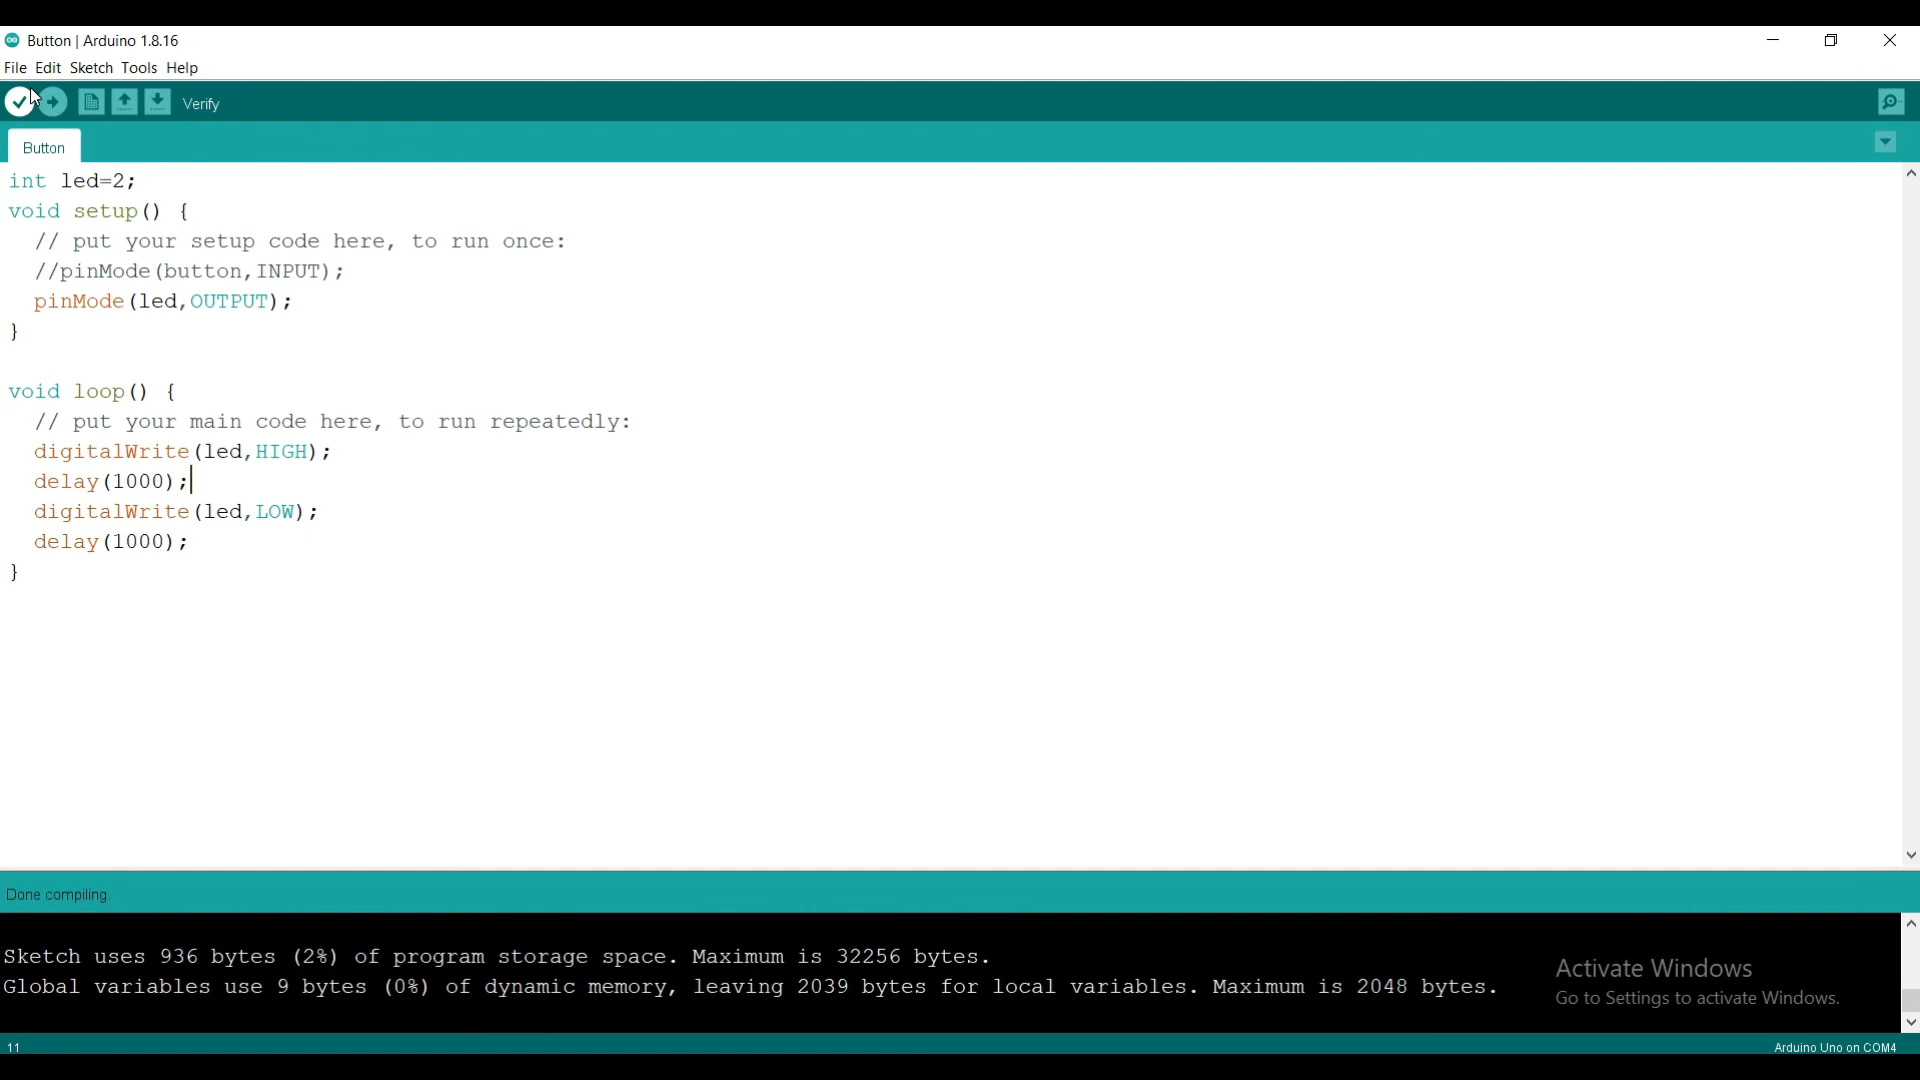 Button | Arduino 1.8.16
File Edit Sketch Tools Help
Verify
Button
int led=2;
void setup() {
  // put your setup code here, to run once:
  //pinMode(button,INPUT);
  pinMode(led,OUTPUT);
}
void loop() {
  // put your main code here, to run repeatedly:
  digitalWrite(led,HIGH);
  delay(1000);
  digitalWrite(led,LOW);
  delay(1000);
}
Done compiling.
Sketch uses 936 bytes (2%) of program storage space. Maximum is 32256 bytes.
Global variables use 9 bytes (0%) of dynamic memory, leaving 2039 bytes for local variables. Maximum is 2048 bytes.
Activate Windows
Go to Settings to activate Windows.
11
Arduino Uno on COM4